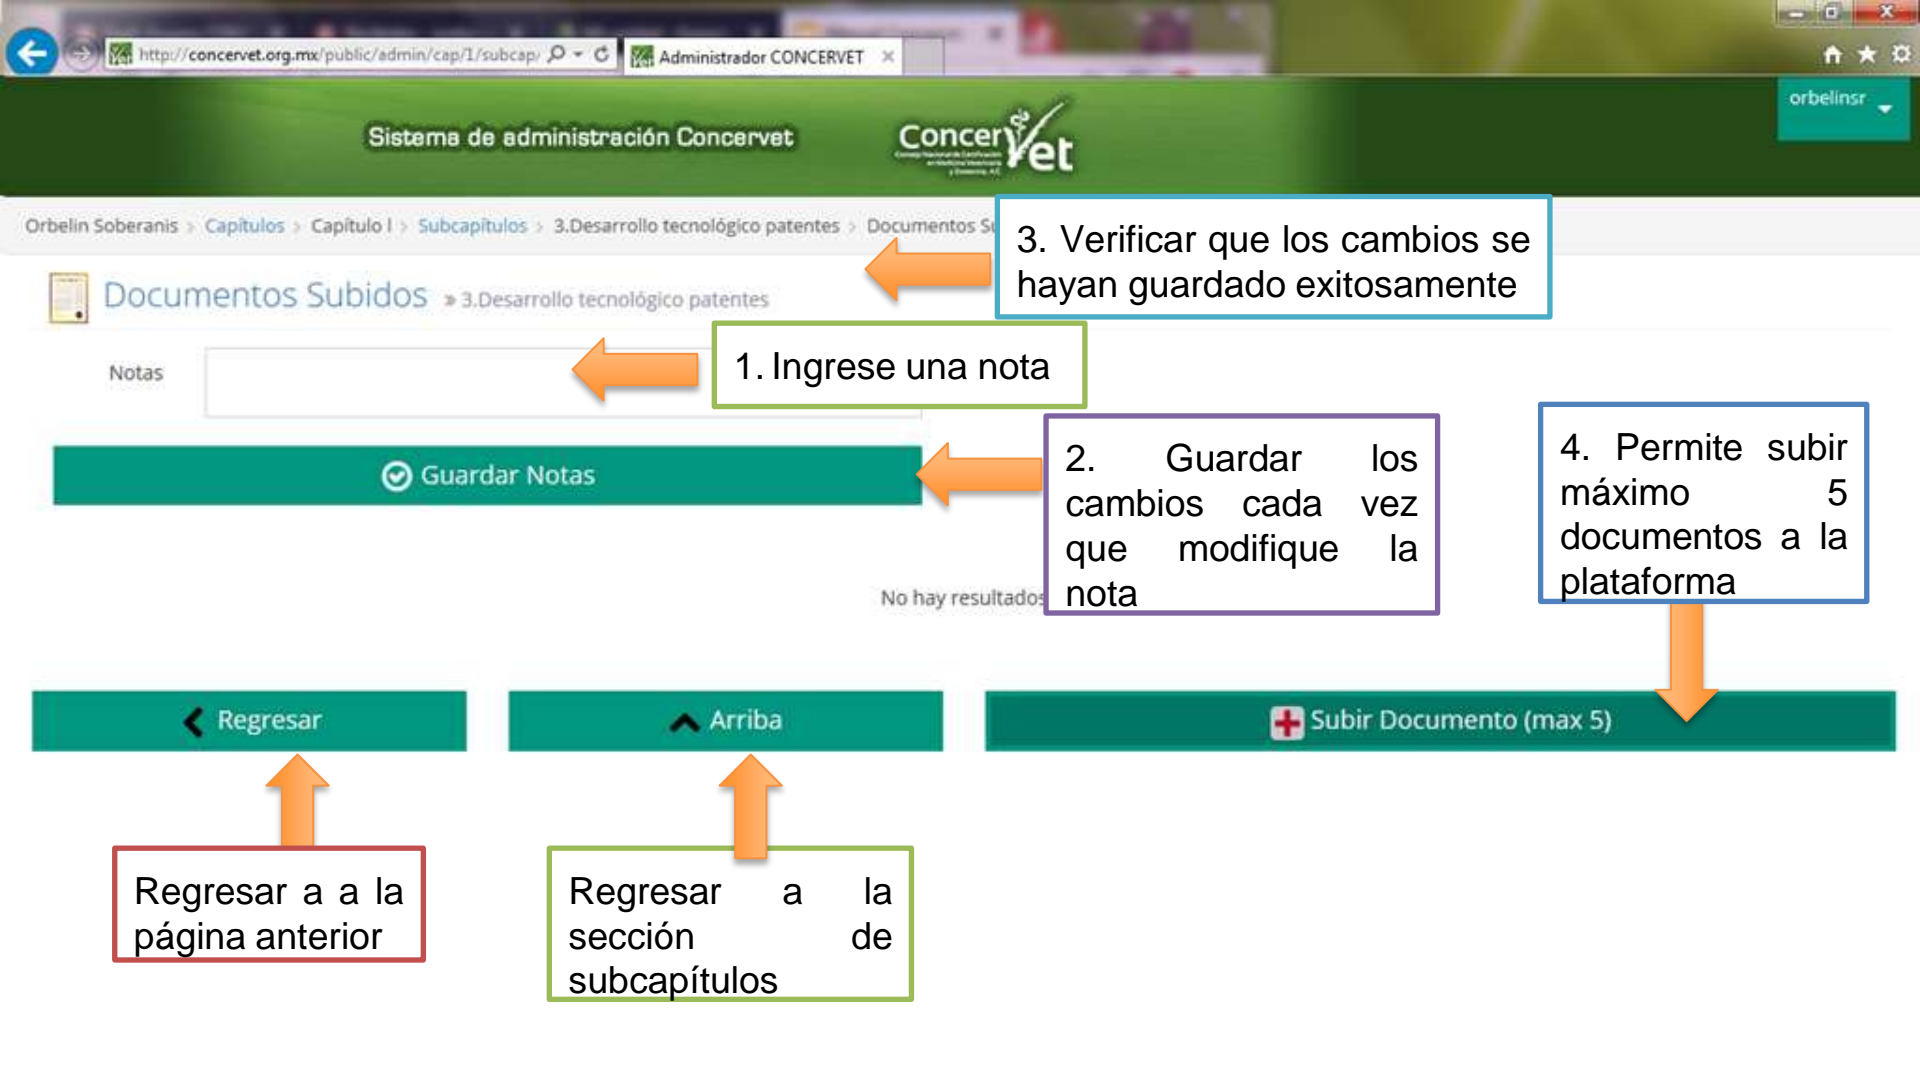 http://concervet.org.mx/public/admin/cap/1/subcap/
Administrador CONCERVET
orbelinsr
Sistema de administración Concervet
ConcerVet
Orbelin Soberanis > Capítulos > Capítulo I > Subcapítulos > 3.Desarrollo tecnológico patentes > Documentos
3. Verificar que los cambios se
hayan guardado exitosamente
Documentos Subidos » 3.Desarrollo tecnológico patentes
Notas
1. Ingrese una nota
Guardar Notas
2. Guardar los
cambios cada vez
que modifique la
nota
4. Permite subir
máximo 5
documentos a la
plataforma
No hay resultados
Regresar
Arriba
Subir Documento (max 5)
Regresar a a la
página anterior
Regresar a la
sección de
subcapítulos